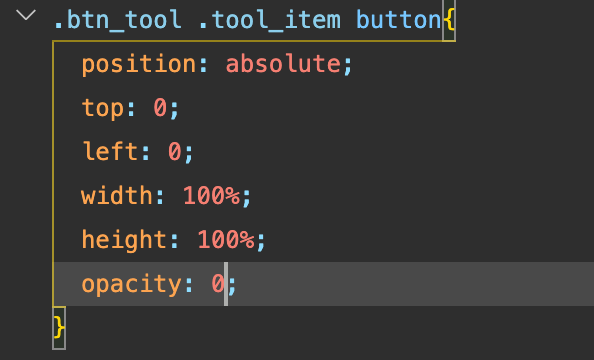 .btn_tool .tool_item button{
position: absolute;
top: 0;
left: 0;
width: 100%;
height: 100%;
opacity: 0;
}